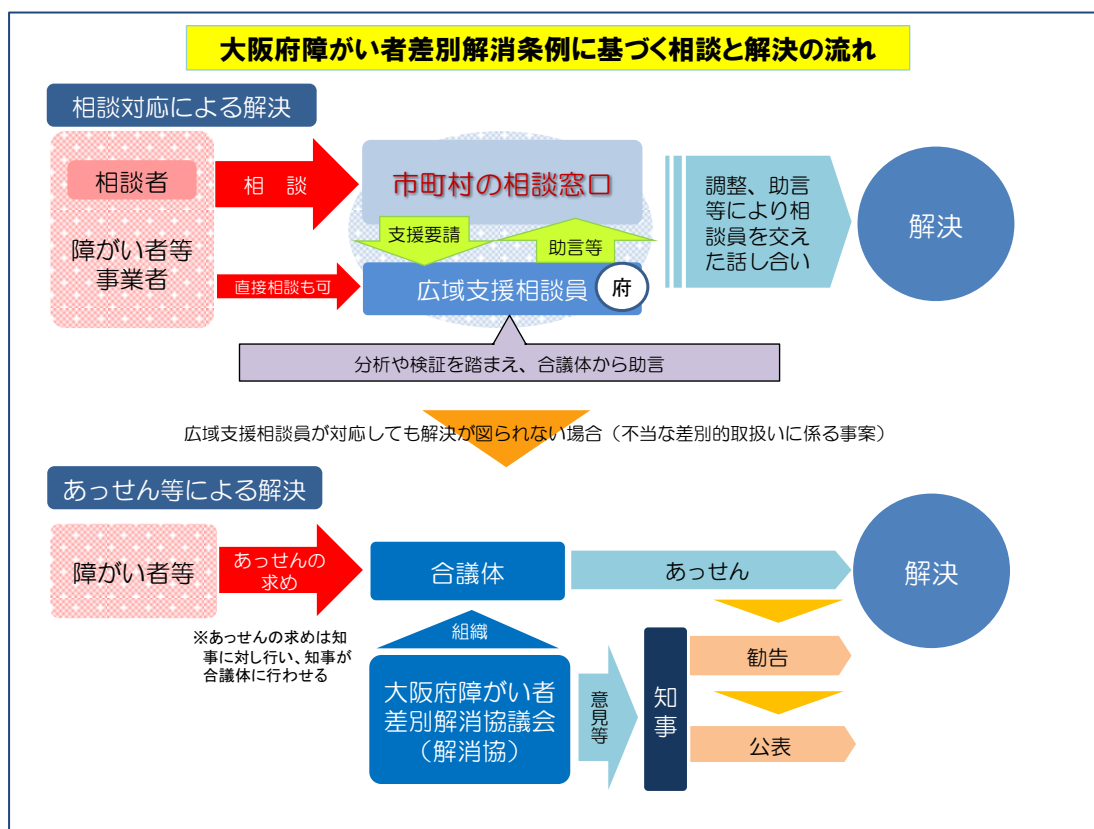 大阪府障がい者差別解消条例に基づく相談と解決の流れ
相談対応による解決
相談者
障がい者等
事業者
相　談
直接相談も可
市町村の相談窓口
支援要請
助言等
広域支援相談員
府
調整、助言
等により相
談員を交え
た話し合い
解決
分析や検証を踏まえ、合議体から助言
広域支援相談員が対応しても解決が図られない場合（不当な差別的取扱いに係る事案）
あっせん等による解決
障がい者等
あっせんの
求め
※あっせんの求めは知
事に対し行い、知事が
合議体に行わせる
合議体
組織
大阪府障がい者
差別解消協議会
（解消協）
意見等
知事
あっせん
勧告
公表
解決